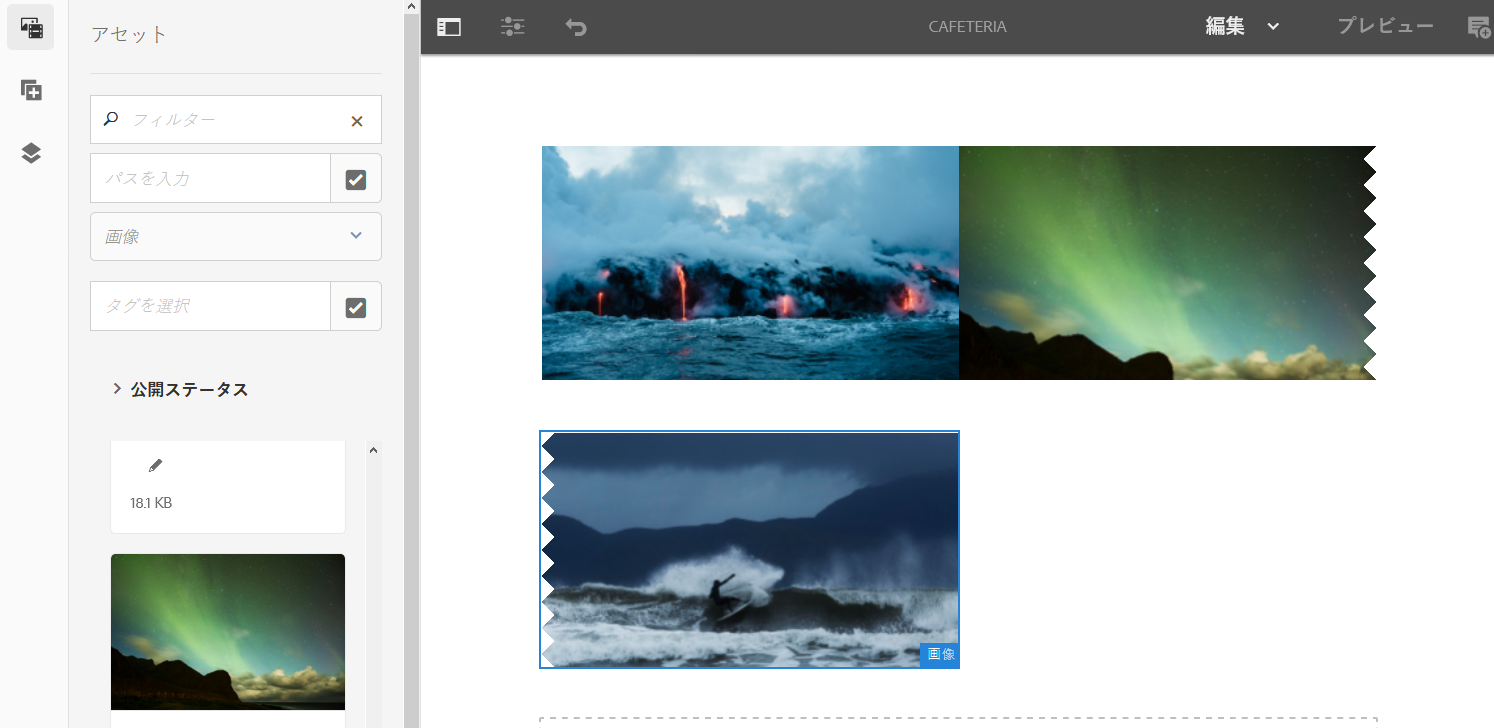 アセット
CAFETERIA
編集
プレビュー
フィルター
パスを入力
画像
タグを選択
公開ステータス
18.1 KB
画像